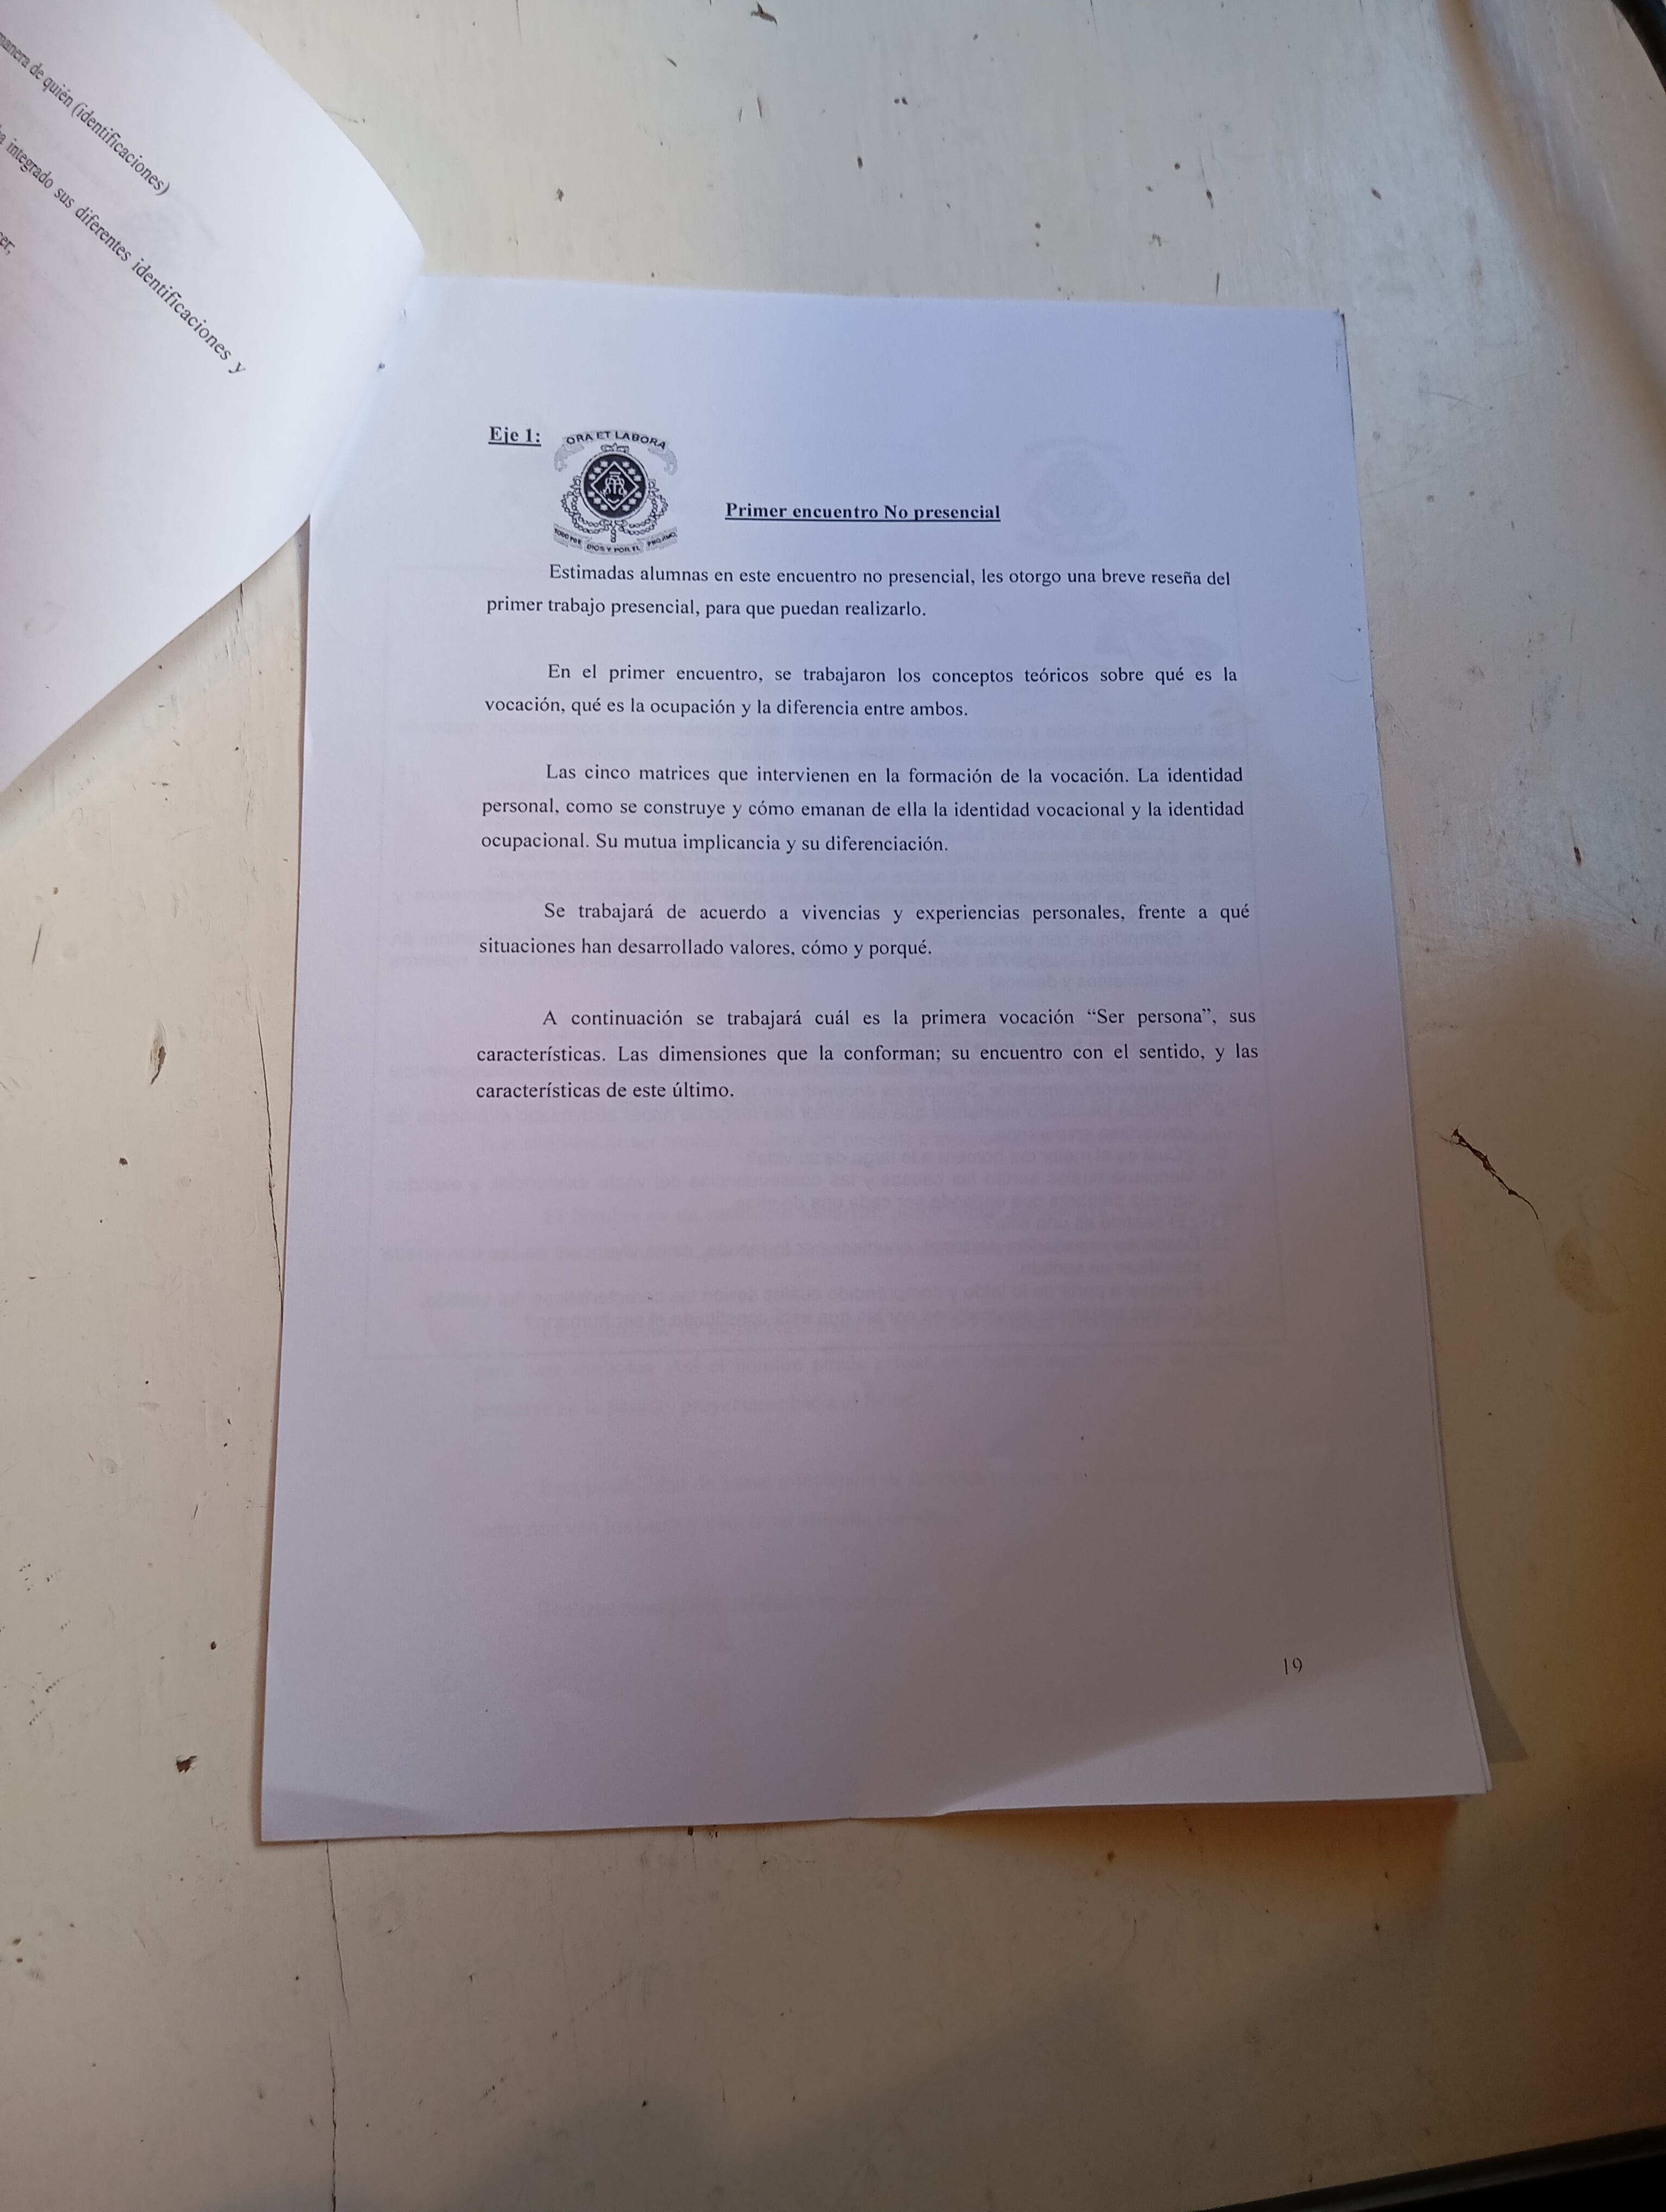 manera de quién (identificaciones)
integrado sus diferentes identificaciones y
Eje 1:
ORA ET LABORA
DIOS Y POR EL PROJIMO
Primer encuentro No presencial
Estimadas alumnas en este encuentro no presencial, les otorgo una breve reseña del
primer trabajo presencial, para que puedan realizarlo.
En el primer encuentro, se trabajaron los conceptos teóricos sobre qué es la
vocación, qué es la ocupación y la diferencia entre ambos.
Las cinco matrices que intervienen en la formación de la vocación. La identidad
personal, como se construye y cómo emanan de ella la identidad vocacional y la identidad
ocupacional. Su mutua implicancia y su diferenciación.
Se trabajará de acuerdo a vivencias y experiencias personales, frente a qué
situaciones han desarrollado valores, cómo y porqué.
A continuación se trabajará cuál es la primera vocación “Ser persona”, sus
características. Las dimensiones que la conforman; su encuentro con el sentido, y las
características de este último.
19